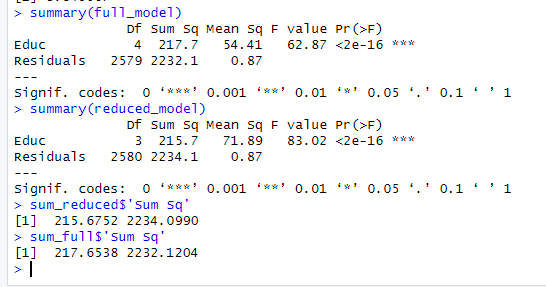 > summary(full_model)
              Df Sum Sq Mean Sq F value Pr(>F)
Educ           4  217.7   54.41   62.87 <2e-16 ***
Residuals   2579 2232.1    0.87
---
Signif. codes:  0 ‘***’ 0.001 ‘**’ 0.01 ‘*’ 0.05 ‘.’ 0.1 ‘ ’ 1
> summary(reduced_model)
              Df Sum Sq Mean Sq F value Pr(>F)
Educ           3  215.7   71.89   83.02 <2e-16 ***
Residuals   2580 2234.1    0.87
---
Signif. codes:  0 ‘***’ 0.001 ‘**’ 0.01 ‘*’ 0.05 ‘.’ 0.1 ‘ ’ 1
> sum_reduced$'Sum Sq'
[1]  215.6752 2234.0990
> sum_full$'Sum Sq'
[1]  217.6538 2232.1204
>